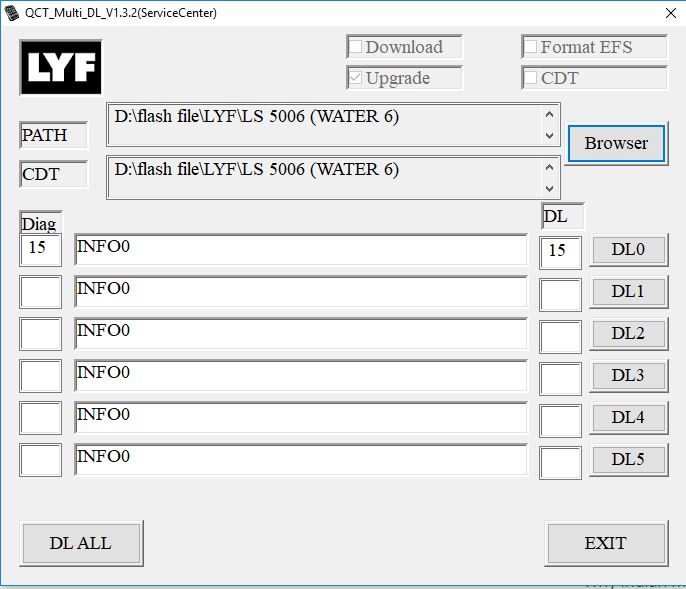 QCT_Multi_DL_V1.3.2(ServiceCenter)
LYF
Download
Format EFS
Upgrade
CDT
PATH
D:\flash file\LYF\LS 5006 (WATER 6)
Browser
CDT
D:\flash file\LYF\LS 5006 (WATER 6)
Diag
DL
15 INFO0 15 DL0
INFO0 DL1
INFO0 DL2
INFO0 DL3
INFO0 DL4
INFO0 DL5
DL ALL
EXIT